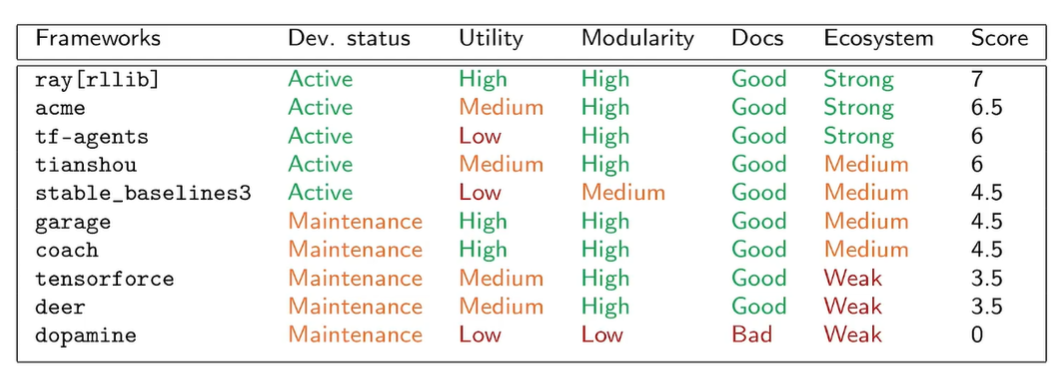 Frameworks Dev. status Utility Modularity Docs Ecosystem Score
ray[rllib] Active High High Good Strong 7
acme Active Medium High Good Strong 6.5
tf-agents Active Low High Good Strong 6
tianshou Active Medium High Good Medium 6
stable_baselines3 Active Low Medium Good Medium 4.5
garage Maintenance High High Good Medium 4.5
coach Maintenance High High Good Medium 4.5
tensorforce Maintenance Medium High Good Weak 3.5
deer Maintenance Medium High Good Weak 3.5
dopamine Maintenance Low Low Bad Weak 0